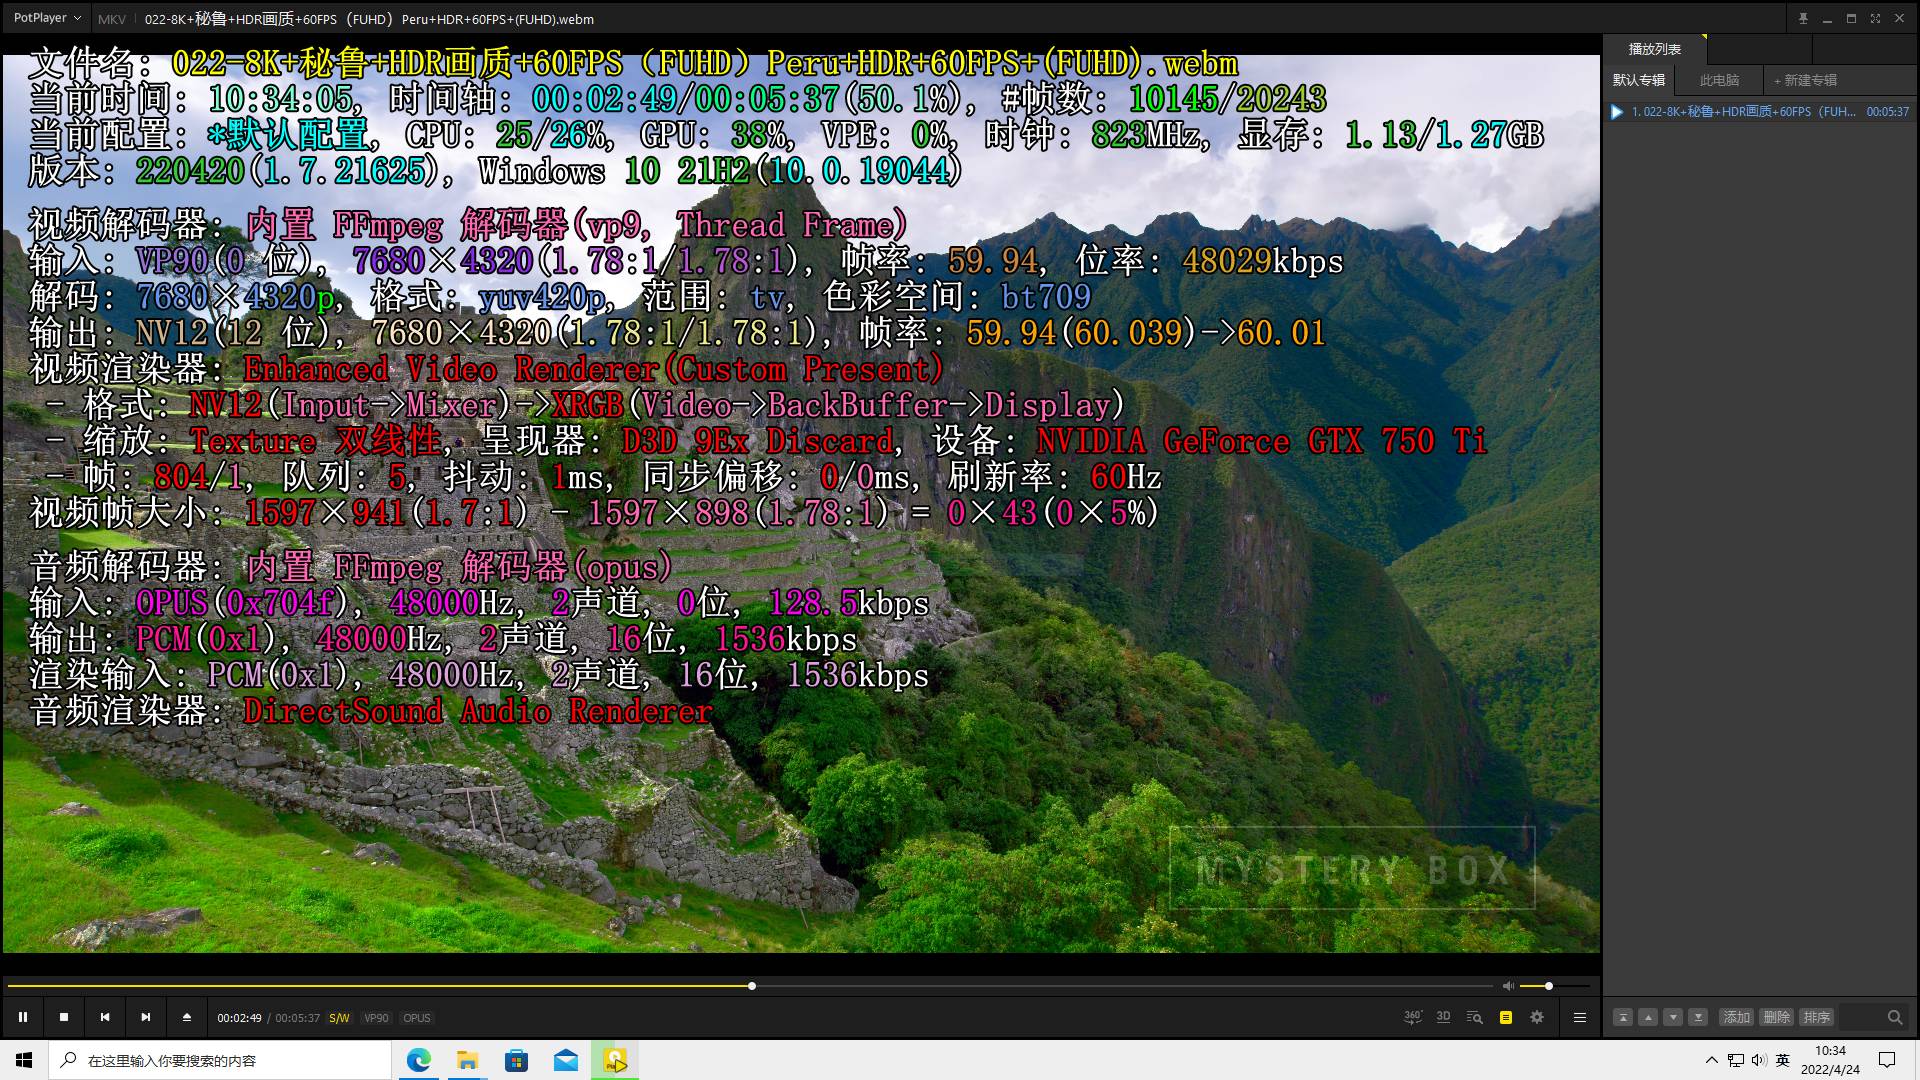 PotPlayer MKV 022-8K+秘鲁+HDR画质+60FPS（FUHD）Peru+HDR+60FPS+(FUHD).webm
播放列表
默认专辑 此电脑 + 新建专辑
1. 022-8K+秘鲁+HDR画质+60FPS（FUH... 00:05:37
文件名: 022-8K+秘鲁+HDR画质+60FPS（FUHD）Peru+HDR+60FPS+(FUHD).webm
当前时间: 10:34:05, 时间轴: 00:02:49/00:05:37(50.1%), #帧数: 10145/20243
当前配置: *默认配置, CPU: 25/26%, GPU: 38%, VPE: 0%, 时钟: 823MHz, 显存: 1.13/1.27GB
版本: 220420(1.7.21625), Windows 10 21H2(10.0.19044)
视频解码器: 内置 FFmpeg 解码器(vp9, Thread Frame)
输入: VP90(0 位), 7680×4320(1.78:1/1.78:1), 帧率: 59.94, 位率: 48029kbps
解码: 7680×4320p, 格式: yuv420p, 范围: tv, 色彩空间: bt709
输出: NV12(12 位), 7680×4320(1.78:1/1.78:1), 帧率: 59.94(60.039)->60.01
视频渲染器: Enhanced Video Renderer(Custom Present)
- 格式: NV12(Input->Mixer)->XRGB(Video->BackBuffer->Display)
- 缩放: Texture 双线性, 呈现器: D3D 9Ex Discard, 设备: NVIDIA GeForce GTX 750 Ti
- 帧: 804/1, 队列: 5, 抖动: 1ms, 同步偏移: 0/0ms, 刷新率: 60Hz
视频帧大小: 1597×941(1.7:1) - 1597×898(1.78:1) = 0×43(0×5%)
音频解码器: 内置 FFmpeg 解码器(opus)
输入: OPUS(0x704f), 48000Hz, 2声道, 0位, 128.5kbps
输出: PCM(0x1), 48000Hz, 2声道, 16位, 1536kbps
渲染输入: PCM(0x1), 48000Hz, 2声道, 16位, 1536kbps
音频渲染器: DirectSound Audio Renderer
MYSTERY BOX
00:02:49 / 00:05:37 S/W VP90 OPUS 360° 3D 添加 删除 排序
在这里输入你要搜索的内容 英 10:34
2022/4/24